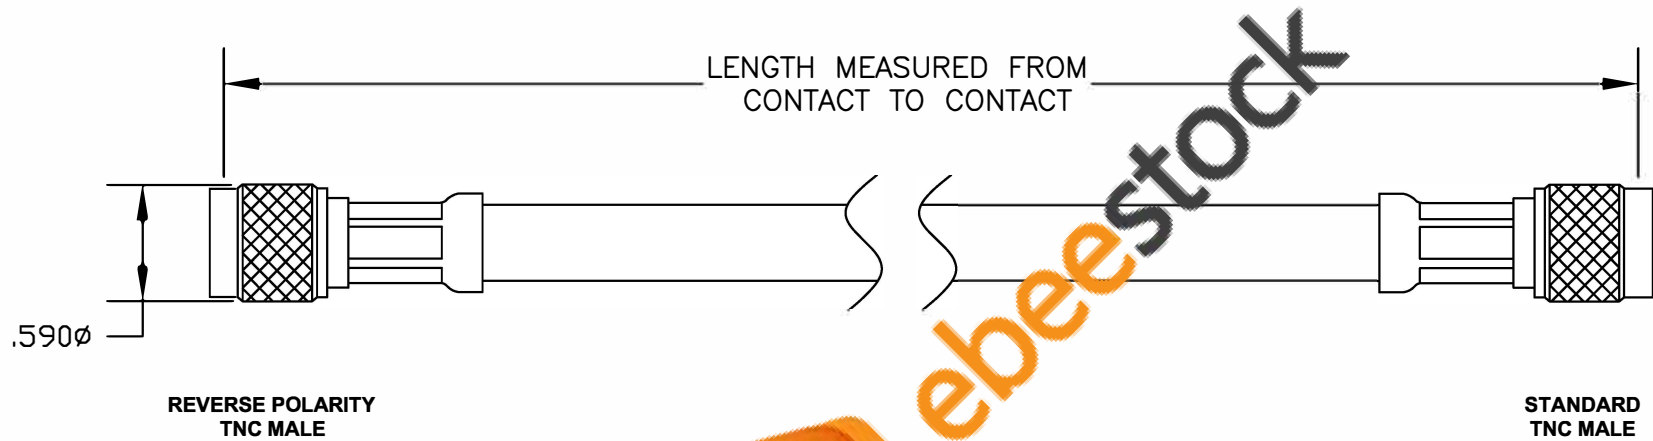 LENGTH MEASURED FROM
CONTACT TO CONTACT
.590ø
REVERSE POLARITY
TNC MALE
STANDARD
TNC MALE
ebeestock